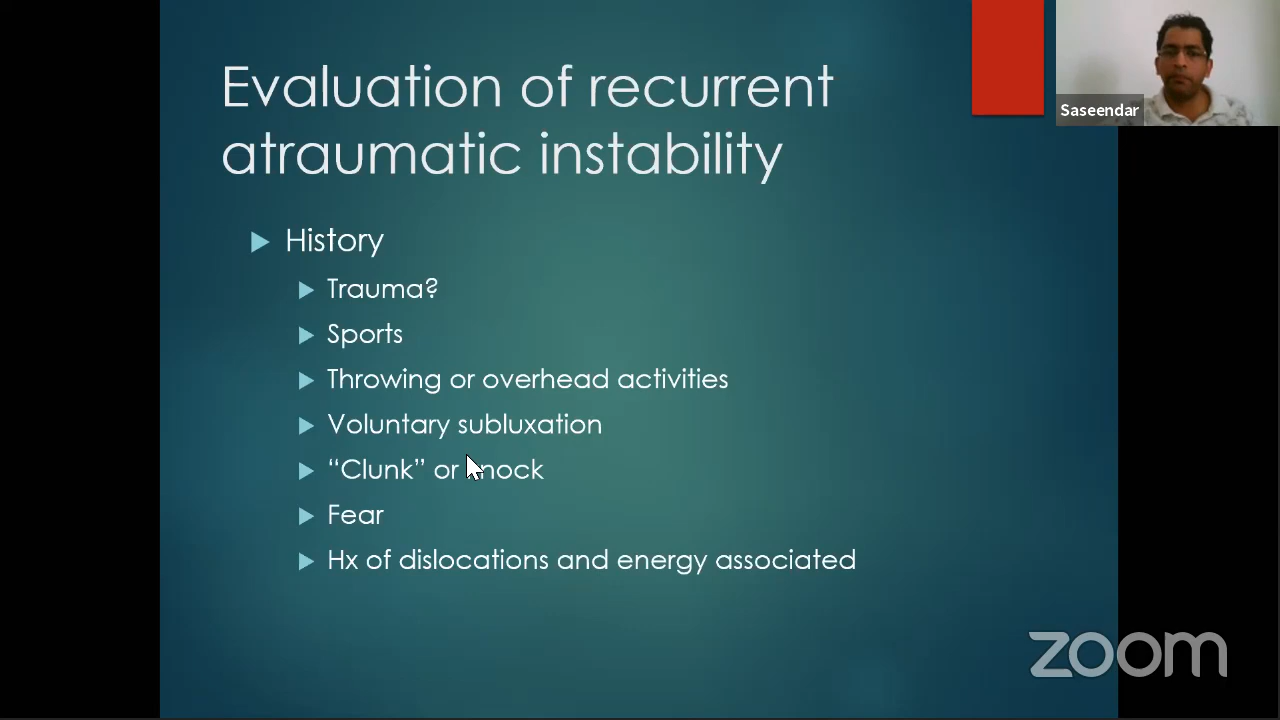 Evaluation of recurrent
atraumatic instability
Saseendar
History
Trauma?
Sports
Throwing or overhead activities
Voluntary subluxation
“Clunk” or knock
Fear
Hx of dislocations and energy associated
zoom